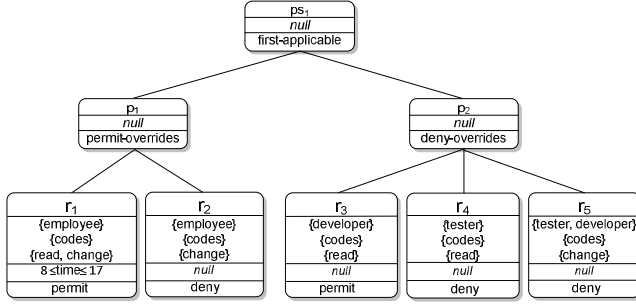 ps₁
null
first-applicable
p₁
null
permit-overrides
p₂
null
deny-overrides
r₁
{employee}
{codes}
{read, change}
8 ≤time≤ 17
permit
r₂
{employee}
{codes}
{change}
null
deny
r₃
{developer}
{codes}
{read}
null
permit
r₄
{tester}
{codes}
{read}
null
deny
r₅
{tester, developer}
{codes}
{change}
null
deny